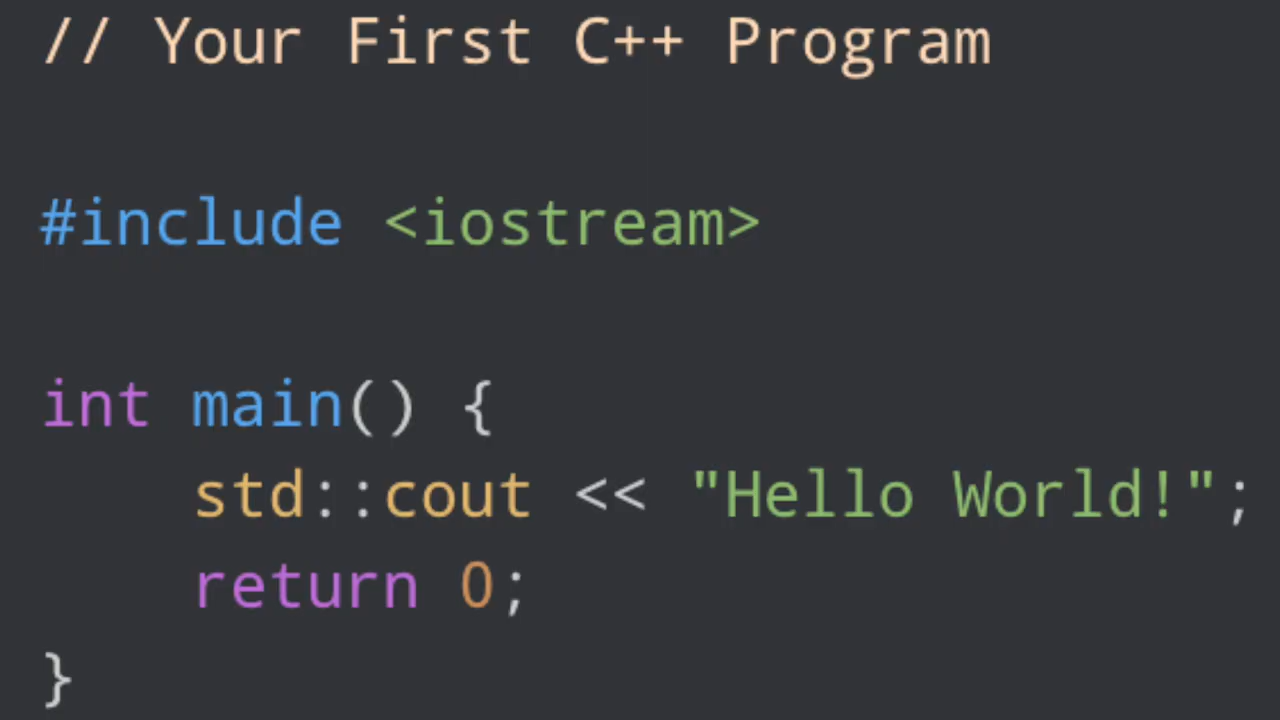 // Your First C++ Program
#include <iostream>
int main() {
    std::cout << "Hello World!";
    return 0;
}